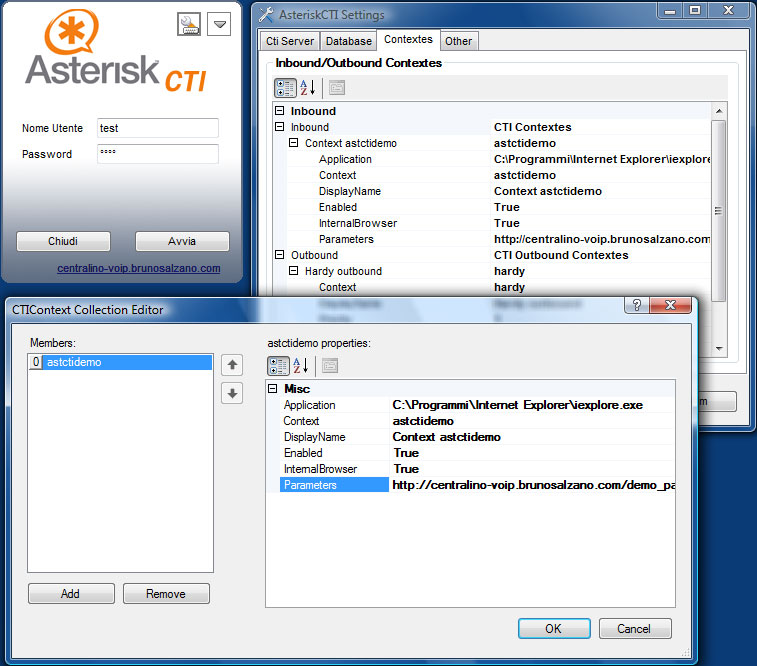 Asterisk CTI
Nome Utente test
Password ****
Chiudi Avvia
centralino-voip.brunosalzano.com
AsteriskCTI Settings
Cti Server Database Contextes Other
Inbound/Outbound Contextes
Inbound
Inbound CTI Contextes
Context astctidemo astctidemo
Application C:\Programmi\Internet Explorer\iexplore
Context astctidemo
DisplayName Context astctidemo
Enabled True
InternalBrowser True
Parameters http://centralino-voip.brunosalzano.com
Outbound CTI Outbound Contextes
Hardy outbound hardy
Context hardy
CTIContext Collection Editor
Members:
0 astctidemo
Add Remove
astctidemo properties:
Misc
Application C:\Programmi\Internet Explorer\iexplore.exe
Context astctidemo
DisplayName Context astctidemo
Enabled True
InternalBrowser True
Parameters http://centralino-voip.brunosalzano.com/demo_pa
OK Cancel